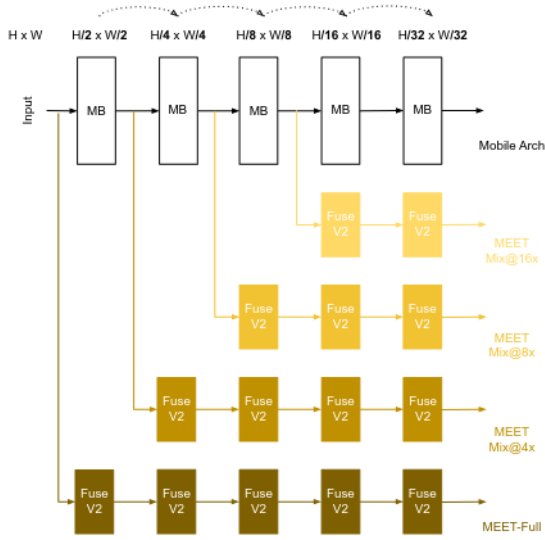 H x W H/2 x W/2 H/4 x W/4 H/8 x W/8 H/16 x W/16 H/32 x W/32
Input
MB MB MB MB MB
Mobile Arch
Fuse Fuse
V2 V2
MEET
Mix@16x
Fuse Fuse Fuse
V2 V2 V2
MEET
Mix@8x
Fuse Fuse Fuse Fuse
V2 V2 V2 V2
MEET
Mix@4x
Fuse Fuse Fuse Fuse Fuse
V2 V2 V2 V2 V2
MEET-Full